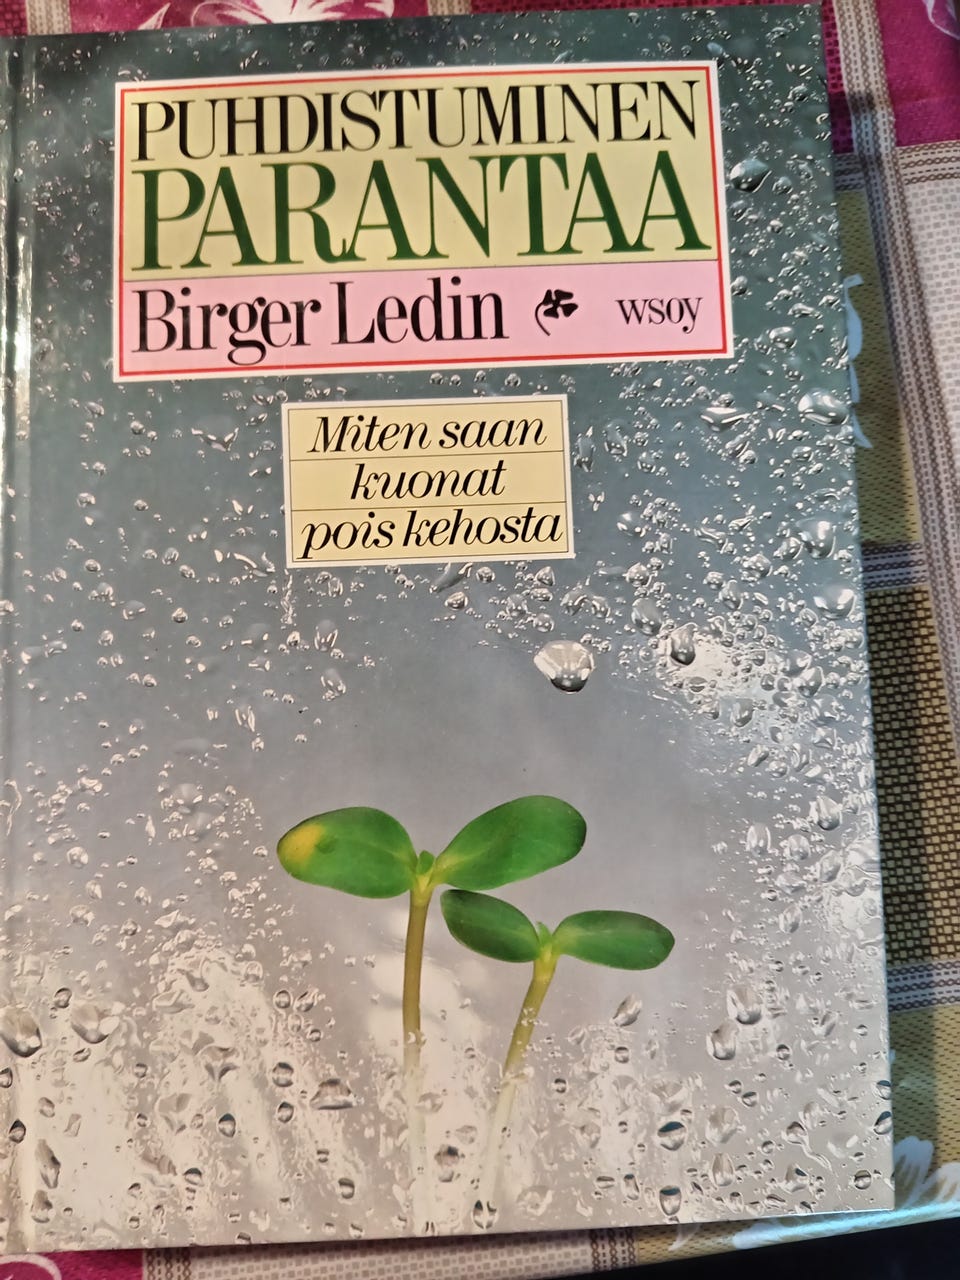 PUHDISTUMINEN
PARANTAA
Birger Ledin wsoy
Miten saan
kuonat
pois kehosta